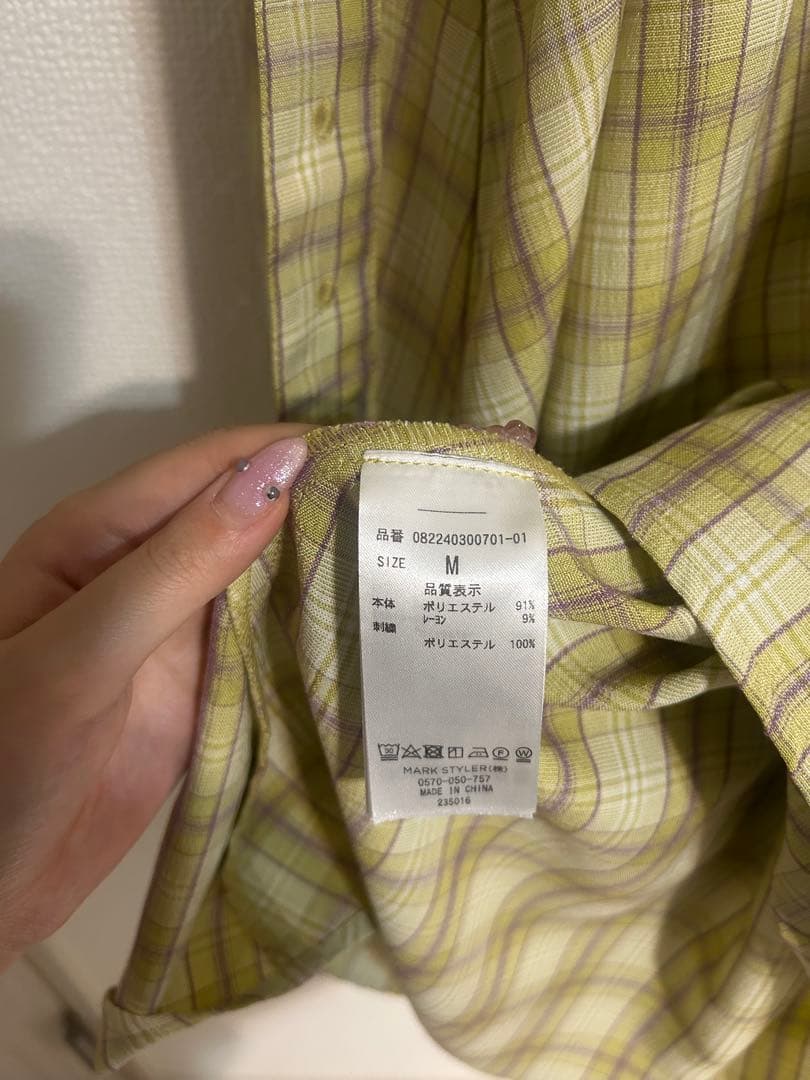 品番 082240300701-01
SIZE M
品質表示
本体 ポリエステル 91%
レーヨン 9%
刺繍
ポリエステル 100%
30 F W
MARK STYLER(株)
0570-050-757
MADE IN CHINA
235016